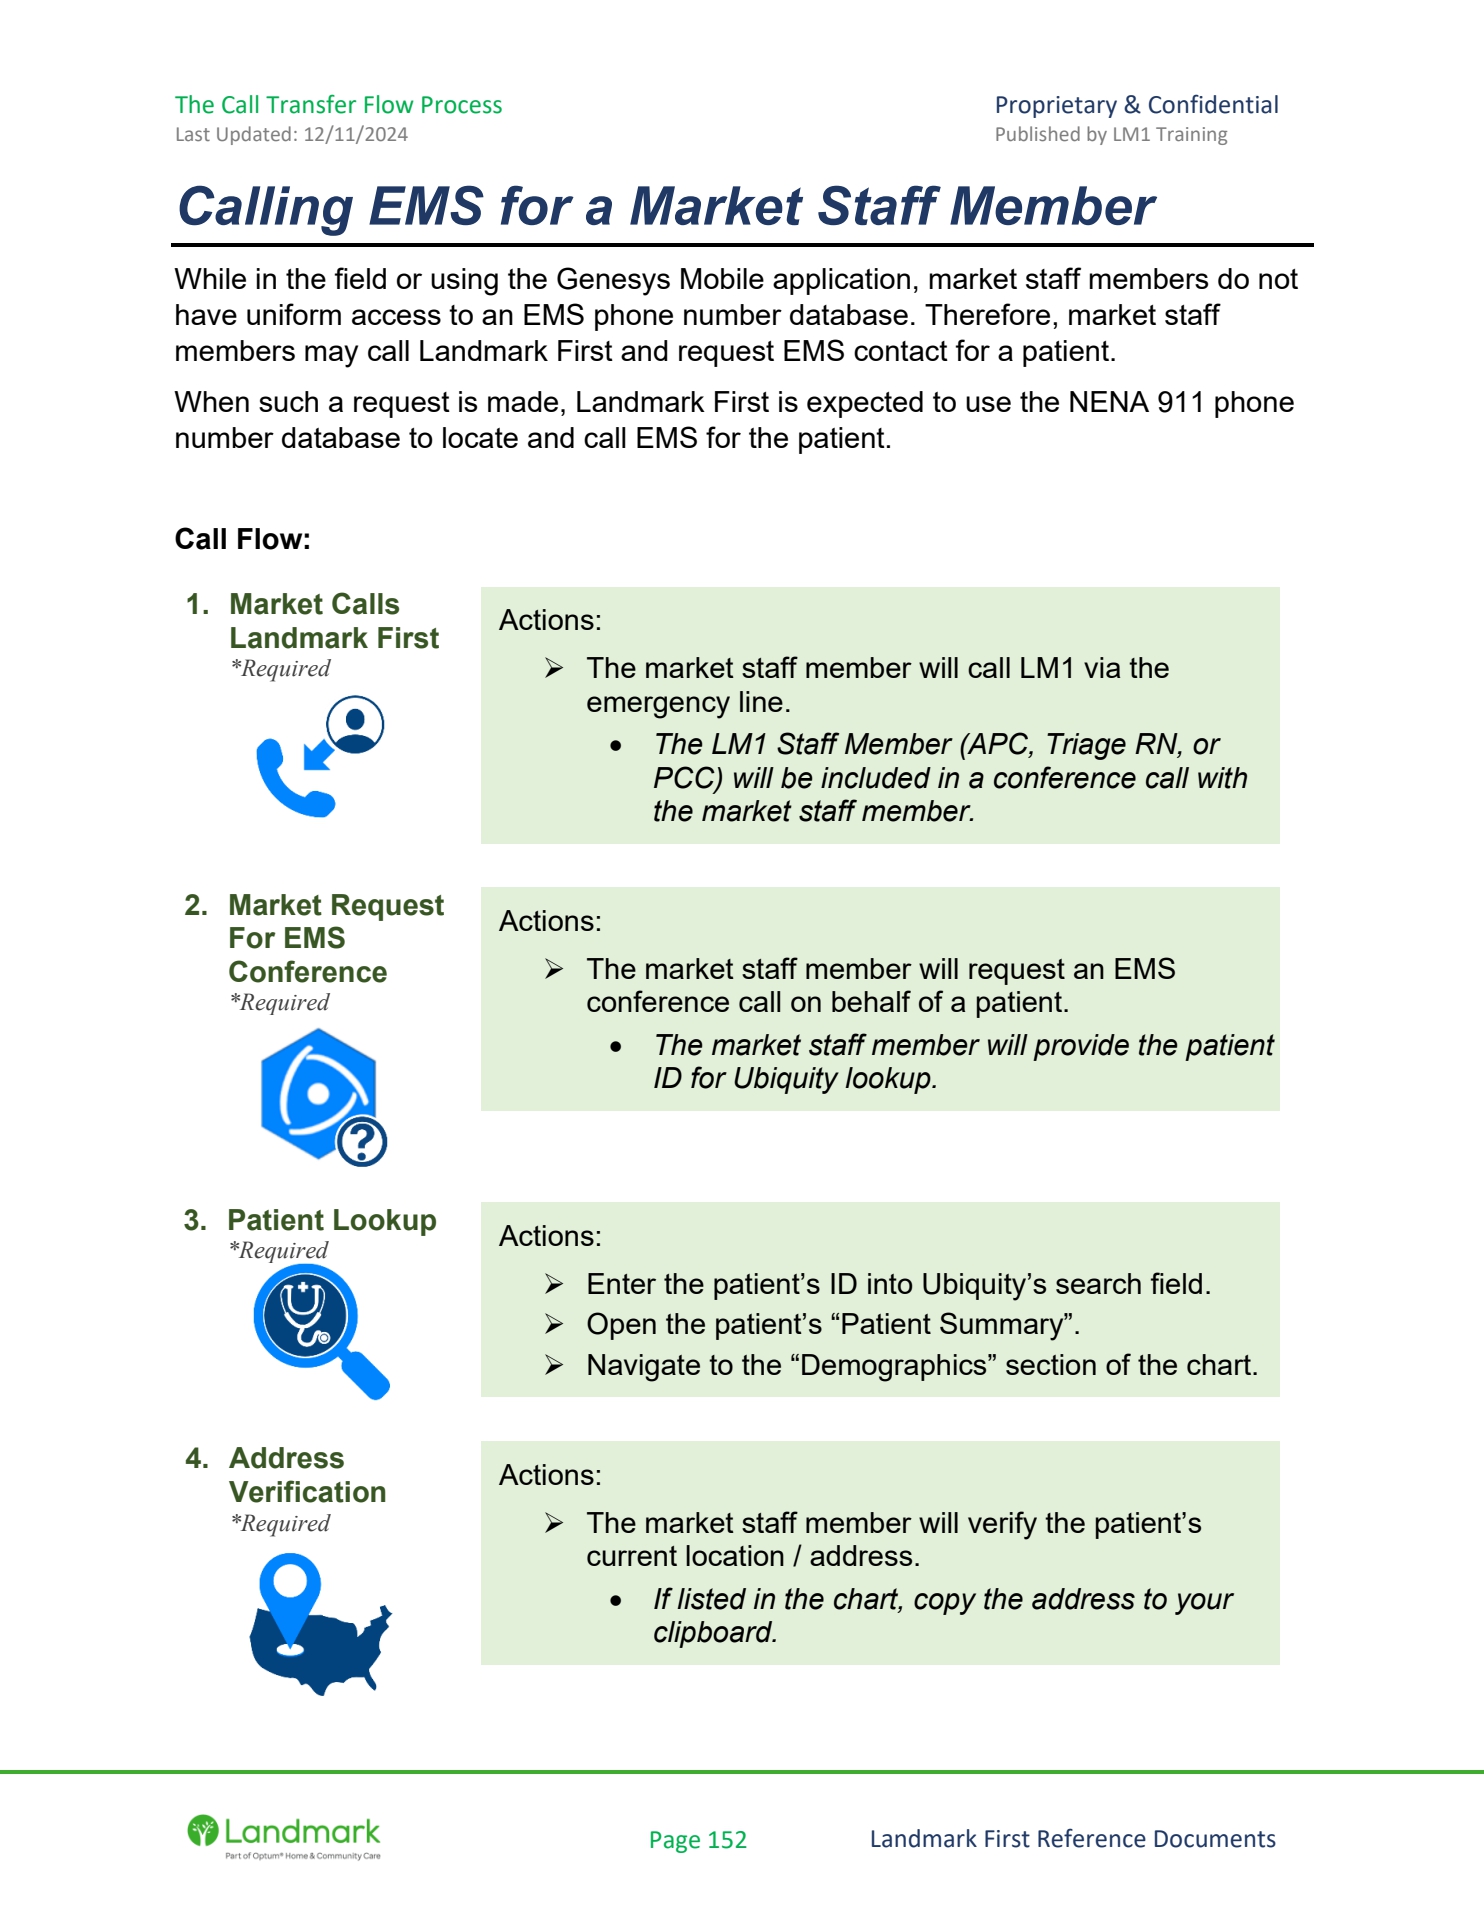 The Call Transfer Flow Process
Proprietary & Confidential
Last Updated: 12/11/2024
Published by LM1 Training
Calling EMS for a Market Staff Member
While in the field or using the Genesys Mobile application, market staff members do not
have uniform access to an EMS phone number database. Therefore, market staff
members may call Landmark First and request EMS contact for a patient.
When such a request is made, Landmark First is expected to use the NENA 911 phone
number database to locate and call EMS for the patient.
Call Flow:
1. Market Calls
Landmark First
*Required
Actions:
➢ The market staff member will call LM1 via the
emergency line.
• The LM1 Staff Member (APC, Triage RN, or
PCC) will be included in a conference call with
the market staff member.
2. Market Request
For EMS
Conference
*Required
?
Actions:
➢ The market staff member will request an EMS
conference call on behalf of a patient.
• The market staff member will provide the patient
ID for Ubiquity lookup.
3. Patient Lookup
*Required
Actions:
➢ Enter the patient’s ID into Ubiquity’s search field.
➢ Open the patient’s “Patient Summary”.
➢ Navigate to the “Demographics” section of the chart.
4. Address
Verification
*Required
Actions:
➢ The market staff member will verify the patient’s
current location / address.
• If listed in the chart, copy the address to your
clipboard.
Landmark
Part of Optum® Home & Community Care
Page 152
Landmark First Reference Documents